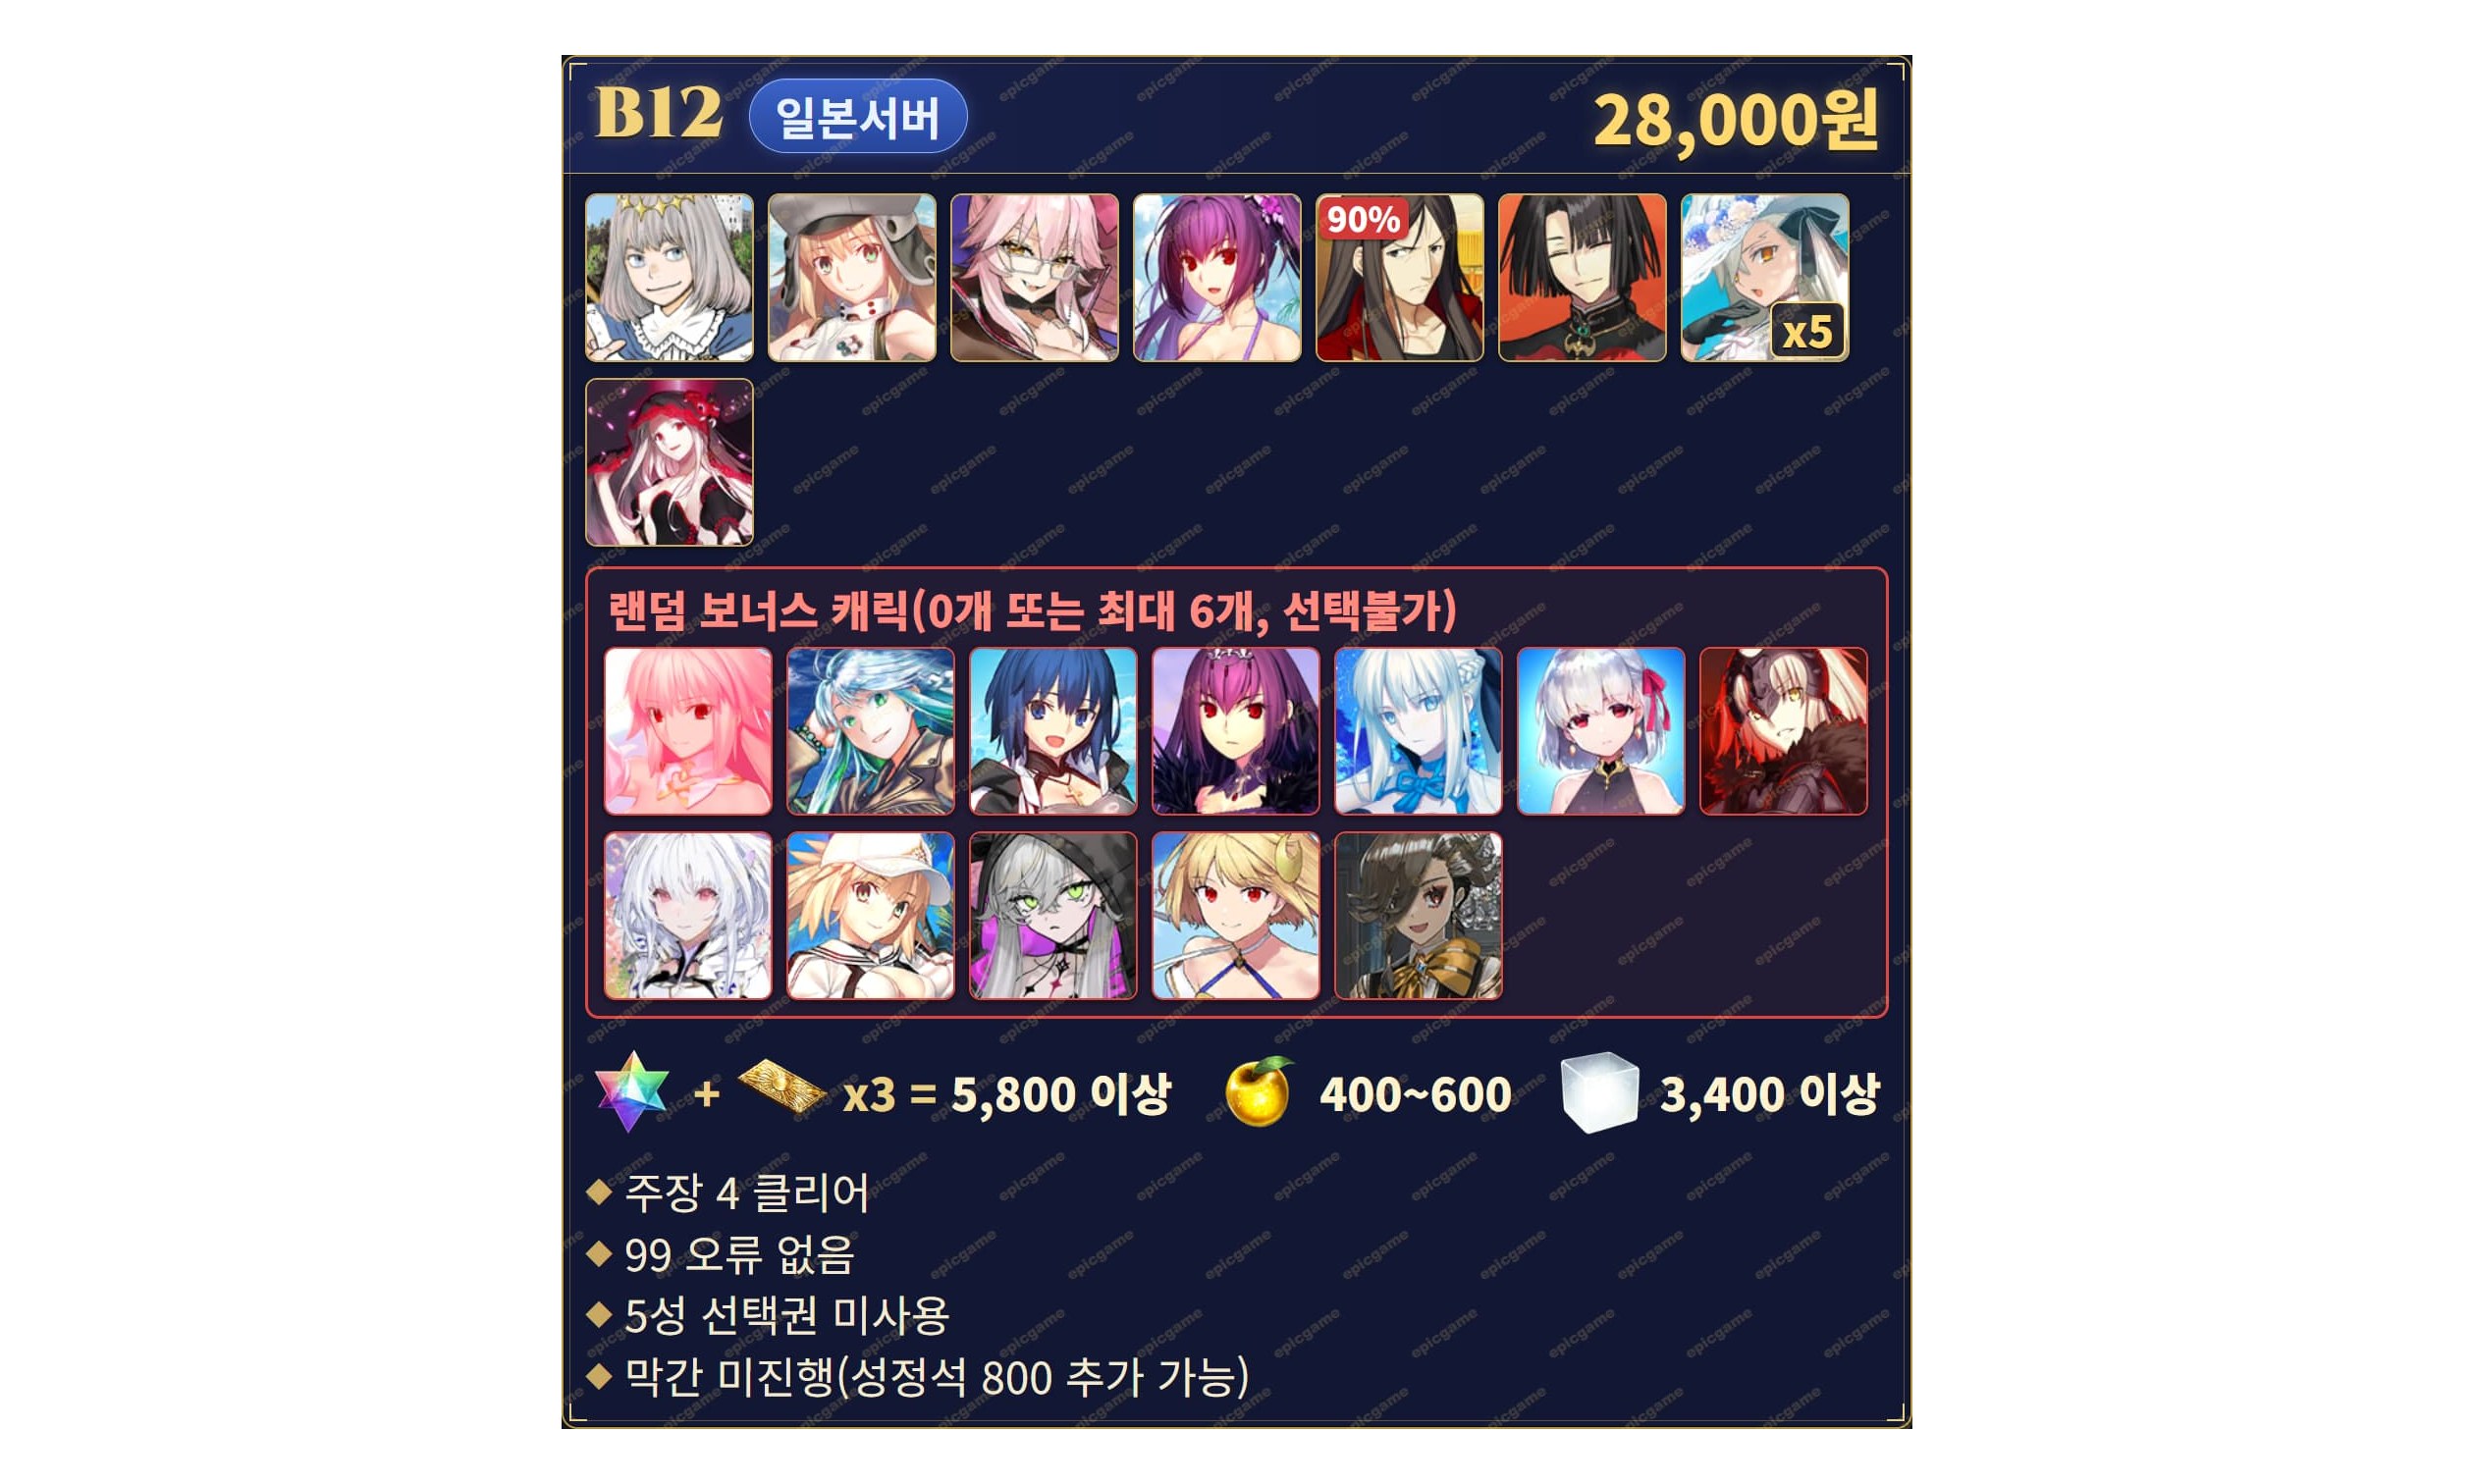 B12 일본서버 28,000원
90%
x5
랜덤 보너스 캐릭(0개 또는 최대 6개, 선택불가)
+ x3 = 5,800 이상 400~600 3,400 이상
주장 4 클리어
99 오류 없음
5성 선택권 미사용
막간 미진행(성정석 800 추가 가능)
epicgame